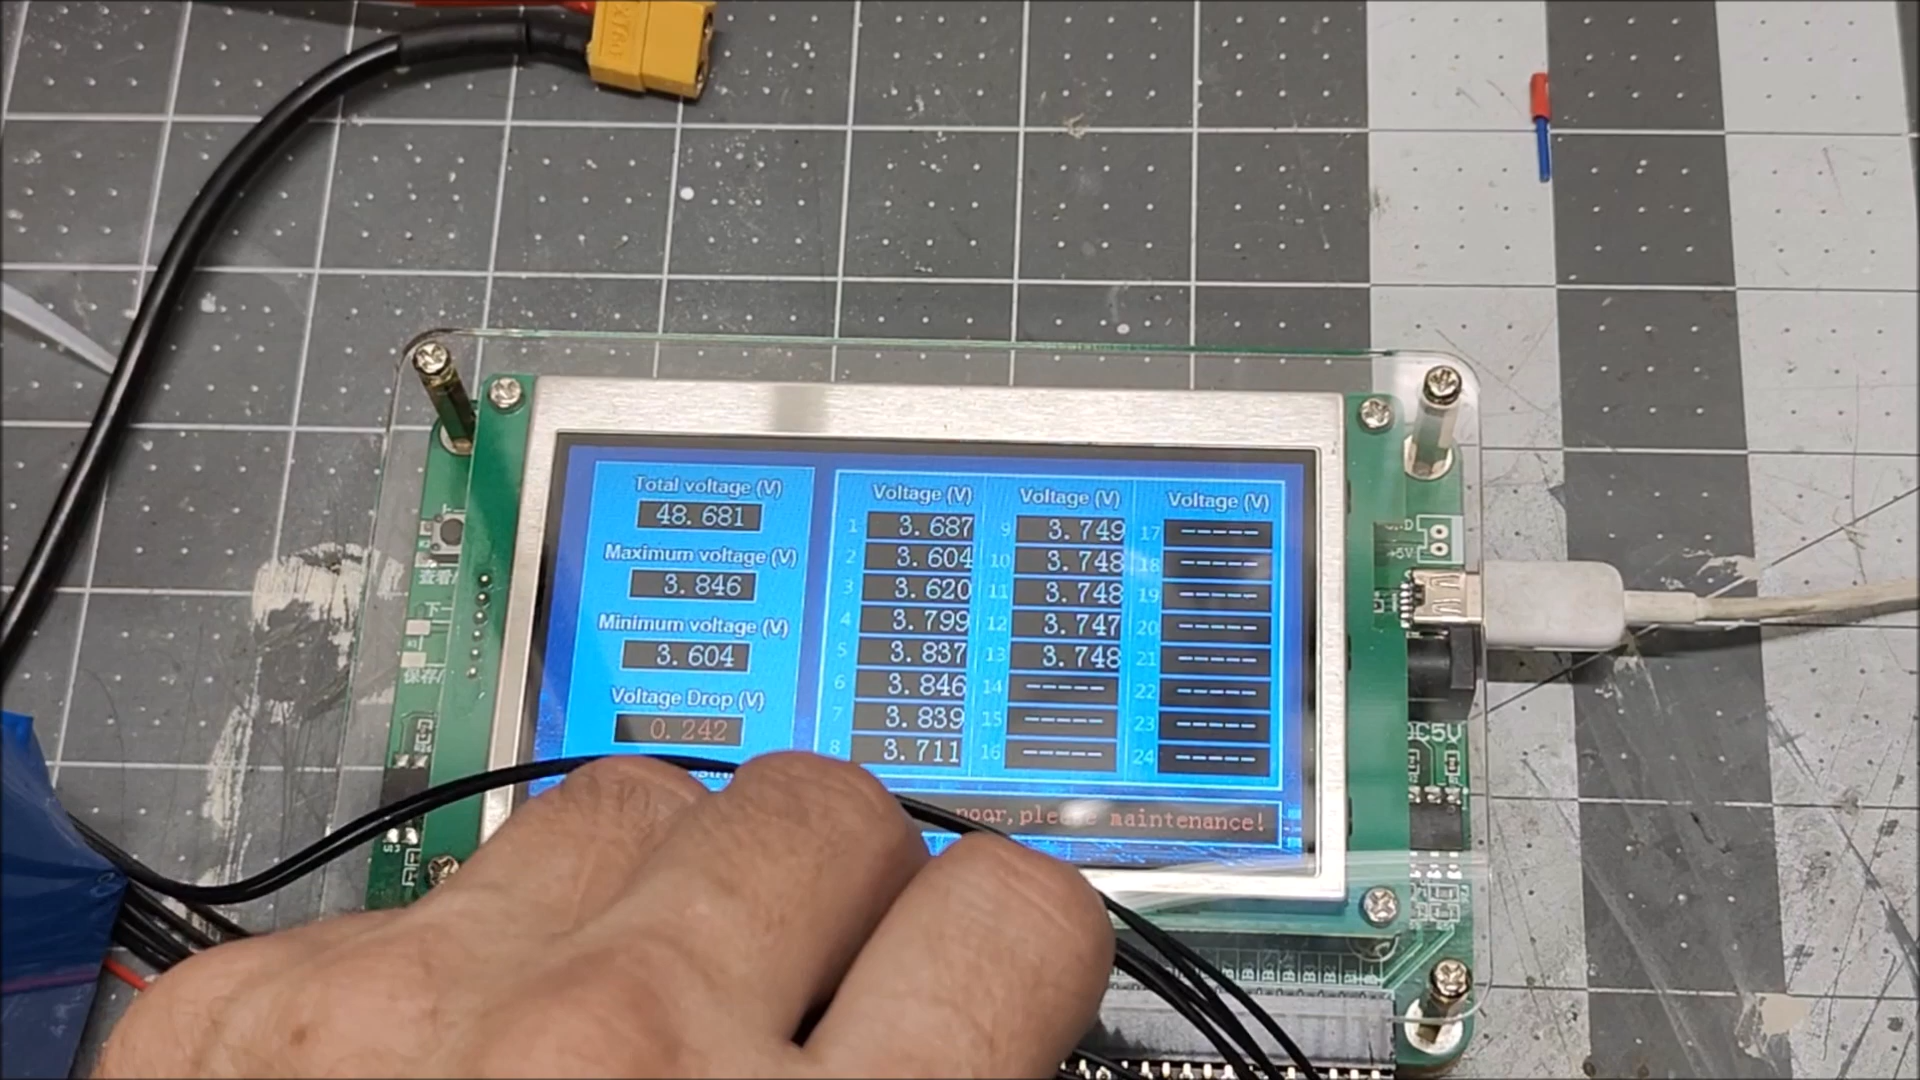 XT60
Total voltage (V)
48.681
Maximum voltage (V)
3.846
Minimum voltage (V)
3.604
Voltage Drop (V)
0.242
Voltage (V) Voltage (V) Voltage (V)
1 3.687 9 3.749 17 -----
2 3.604 10 3.748 18 -----
3 3.620 11 3.748 19 -----
4 3.799 12 3.747 20 -----
5 3.837 13 3.748 21 -----
6 3.846 14 ----- 22 -----
7 3.839 15 ----- 23 -----
8 3.711 16 ----- 24 -----
poor,please maintenance!
GND
+5V
DC5V